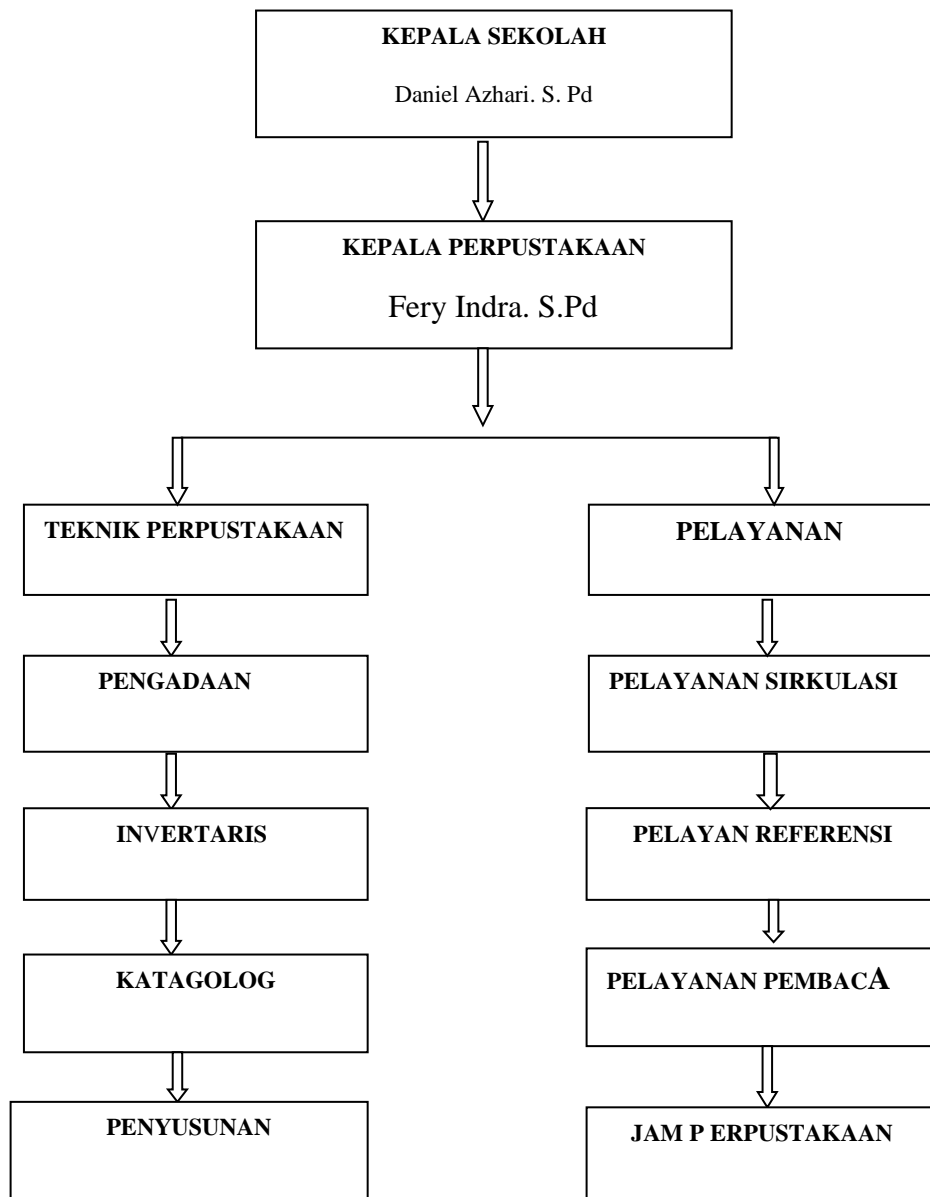 KEPALA SEKOLAH
Daniel Azhari. S. Pd
KEPALA PERPUSTAKAAN
Fery Indra. S.Pd
TEKNIK PERPUSTAKAAN
PELAYANAN
PENGADAAN
PELAYANAN SIRKULASI
INVERTARIS
PELAYAN REFERENSI
KATAGOLOG
PELAYANAN PEMBACA
PENYUSUNAN
JAM P ERPUSTAKAAN